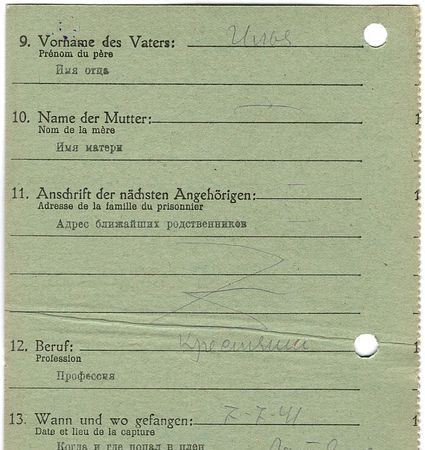 9. Vorname des Vaters: Илья
Prénom du père
Имя отца
10. Name der Mutter:
Nom de la mère
Имя матери
11. Anschrift der nächsten Angehörigen:
Adresse de la famille du prisonnier
Адрес ближайших родственников
12. Beruf: Крестьянин
Profession
Профессия
13. Wann und wo gefangen: 7-7-41
Date et lieu de la capture
Когда и где попал в плен